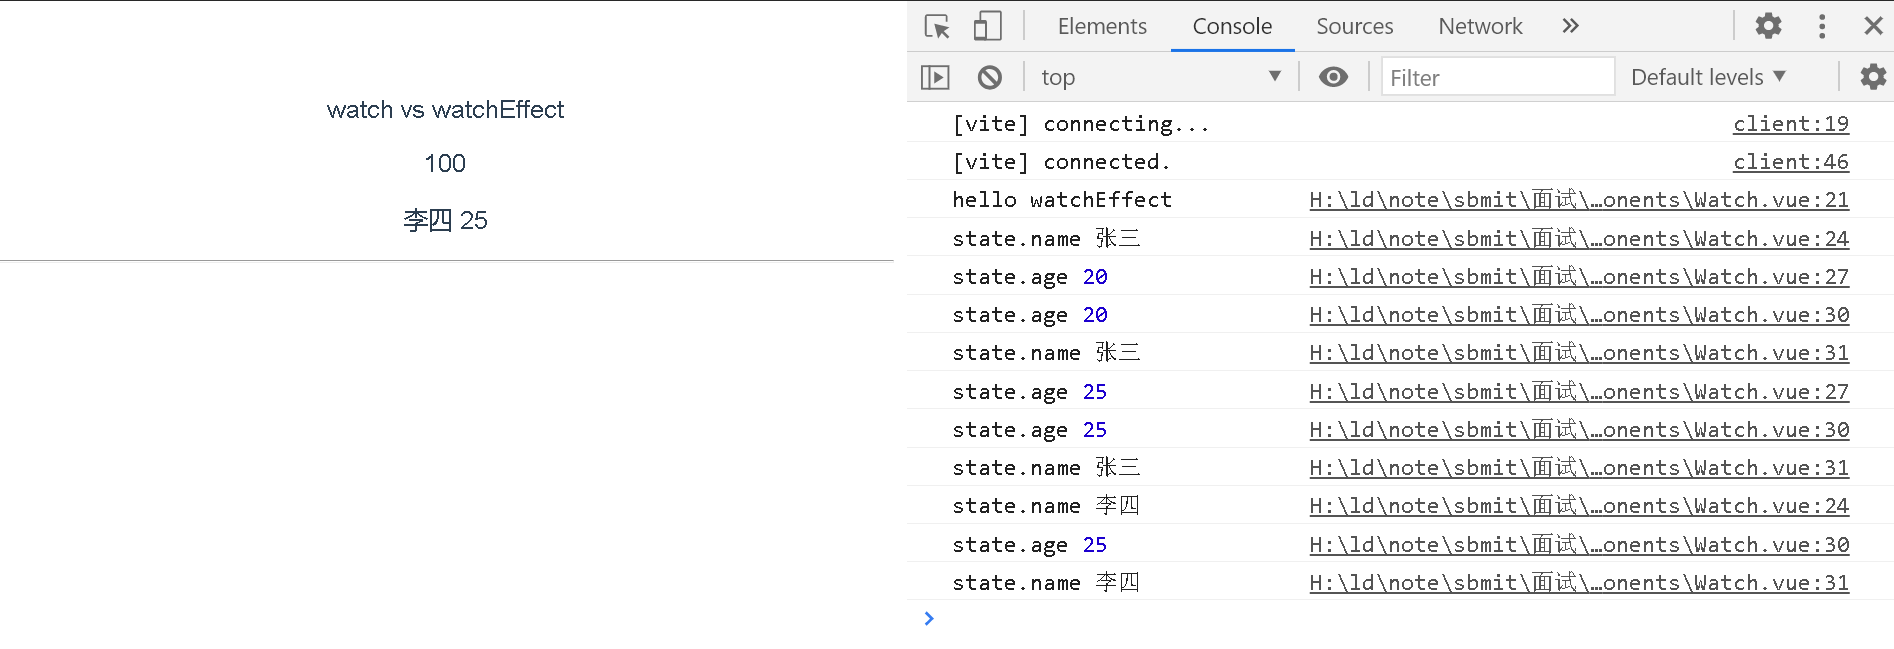 watch vs watchEffect
100
李四 25
Elements Console Sources Network
top Filter Default levels
[vite] connecting... client:19
[vite] connected. client:46
hello watchEffect H:\ld\note\sbmit\面试\…onents\Watch.vue:21
state.name 张三 H:\ld\note\sbmit\面试\…onents\Watch.vue:24
state.age 20 H:\ld\note\sbmit\面试\…onents\Watch.vue:27
state.age 20 H:\ld\note\sbmit\面试\…onents\Watch.vue:30
state.name 张三 H:\ld\note\sbmit\面试\…onents\Watch.vue:31
state.age 25 H:\ld\note\sbmit\面试\…onents\Watch.vue:27
state.age 25 H:\ld\note\sbmit\面试\…onents\Watch.vue:30
state.name 张三 H:\ld\note\sbmit\面试\…onents\Watch.vue:31
state.name 李四 H:\ld\note\sbmit\面试\…onents\Watch.vue:24
state.age 25 H:\ld\note\sbmit\面试\…onents\Watch.vue:30
state.name 李四 H:\ld\note\sbmit\面试\…onents\Watch.vue:31